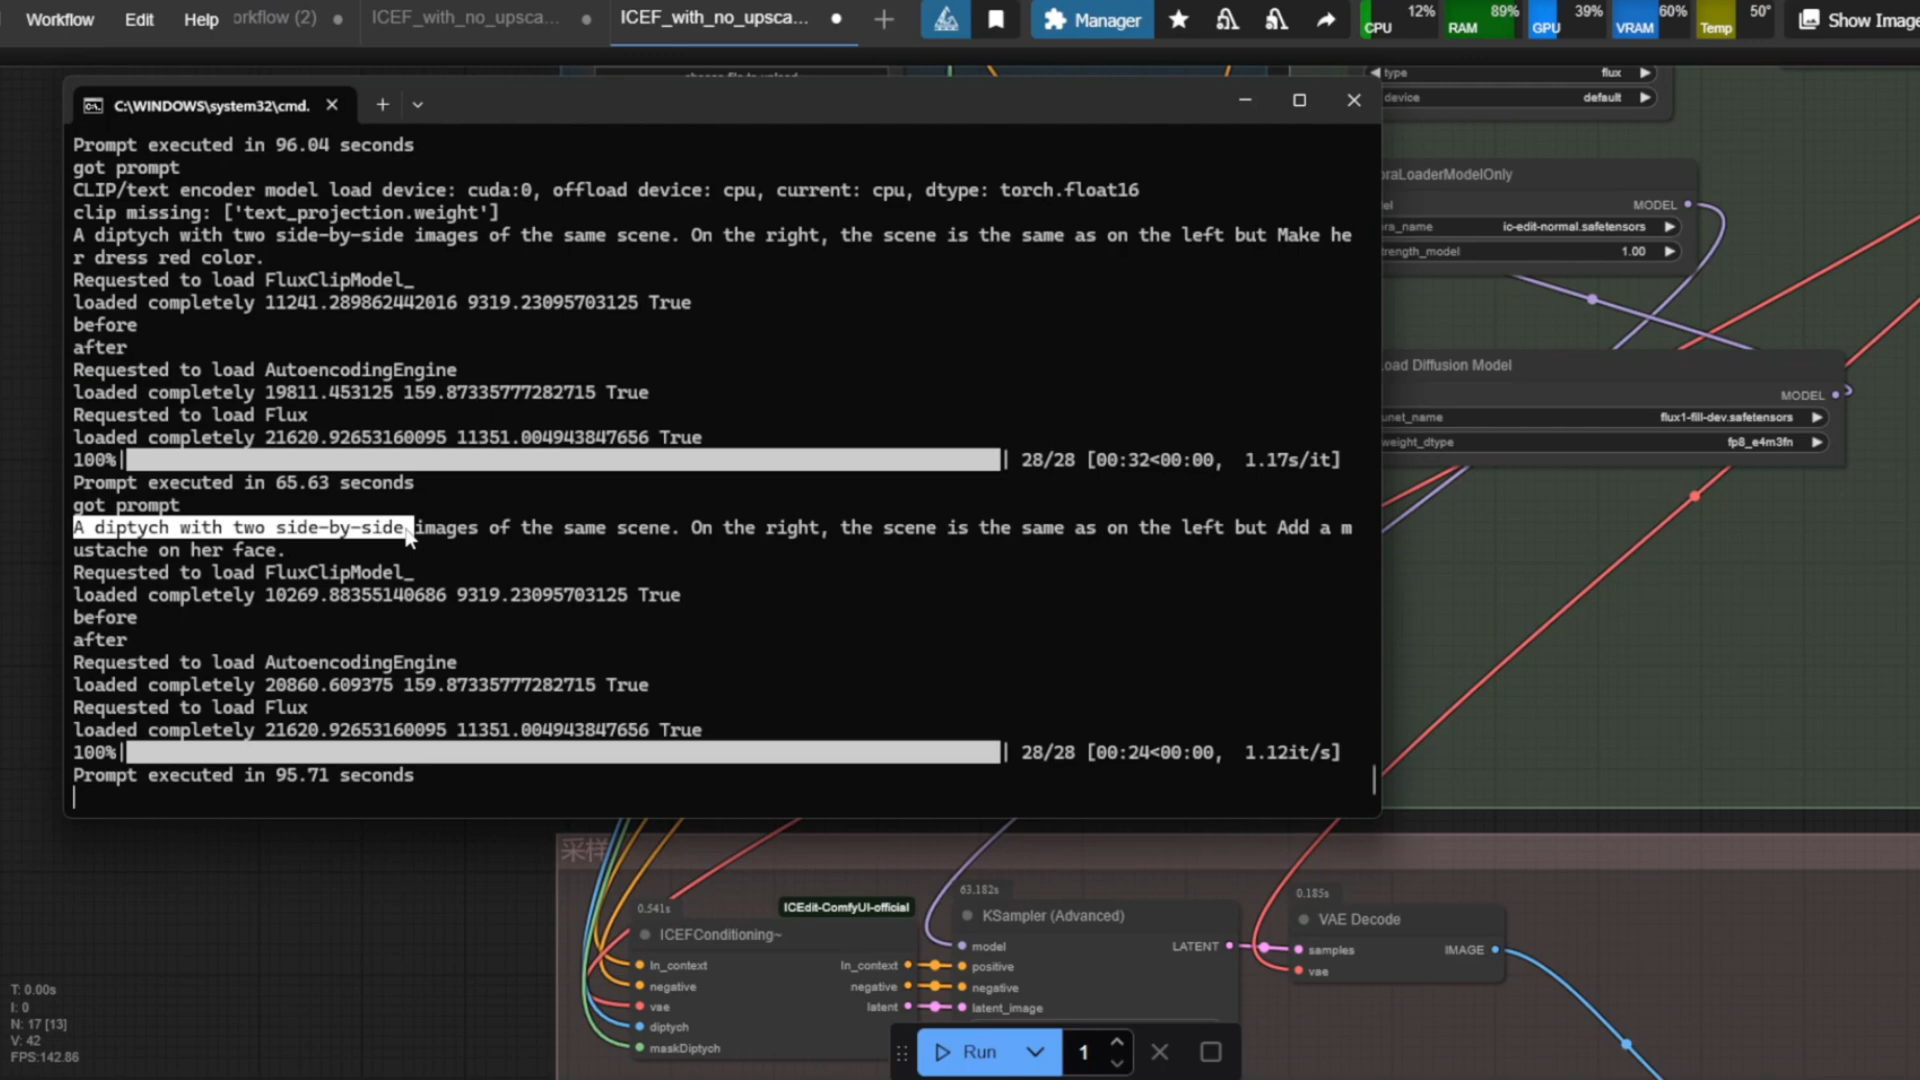 Workflow Edit Help orkflow (2) ICEF_with_no_upsca... ICEF_with_no_upsca... Manager CPU 12% RAM 89% GPU 39% VRAM 60% Temp 50° Show Image
C:\WINDOWS\system32\cmd.
Prompt executed in 96.04 seconds
got prompt
CLIP/text encoder model load device: cuda:0, offload device: cpu, current: cpu, dtype: torch.float16
clip missing: ['text_projection.weight']
A diptych with two side-by-side images of the same scene. On the right, the scene is the same as on the left but Make he
r dress red color.
Requested to load FluxClipModel_
loaded completely 11241.289862442016 9319.23095703125 True
before
after
Requested to load AutoencodingEngine
loaded completely 19811.453125 159.87335777282715 True
Requested to load Flux
loaded completely 21620.92653160095 11351.004943847656 True
100%| | 28/28 [00:32<00:00, 1.17s/it]
Prompt executed in 65.63 seconds
got prompt
A diptych with two side-by-side images of the same scene. On the right, the scene is the same as on the left but Add a m
ustache on her face.
Requested to load FluxClipModel_
loaded completely 10269.88355140686 9319.23095703125 True
before
after
Requested to load AutoencodingEngine
loaded completely 20860.609375 159.87335777282715 True
Requested to load Flux
loaded completely 21620.92653160095 11351.004943847656 True
100%| | 28/28 [00:24<00:00, 1.12it/s]
Prompt executed in 95.71 seconds
type flux
device default
oraLoaderModelOnly
el MODEL
ora_name ic-edit-normal.safetensors
trength_model 1.00
oad Diffusion Model
MODEL
unet_name flux1-fill-dev.safetensors
weight_dtype fp8_e4m3fn
采样
0.541s
ICEdit-ComfyUI-official
ICEFConditioning~
In_context In_context
negative negative
vae latent
diptych
maskDiptych
63.182s
KSampler (Advanced)
model LATENT
positive
negative
latent_image
0.185s
VAE Decode
samples IMAGE
vae
T: 0.00s
I: 0
N: 17 [13]
V: 42
FPS:142.86
Run 1